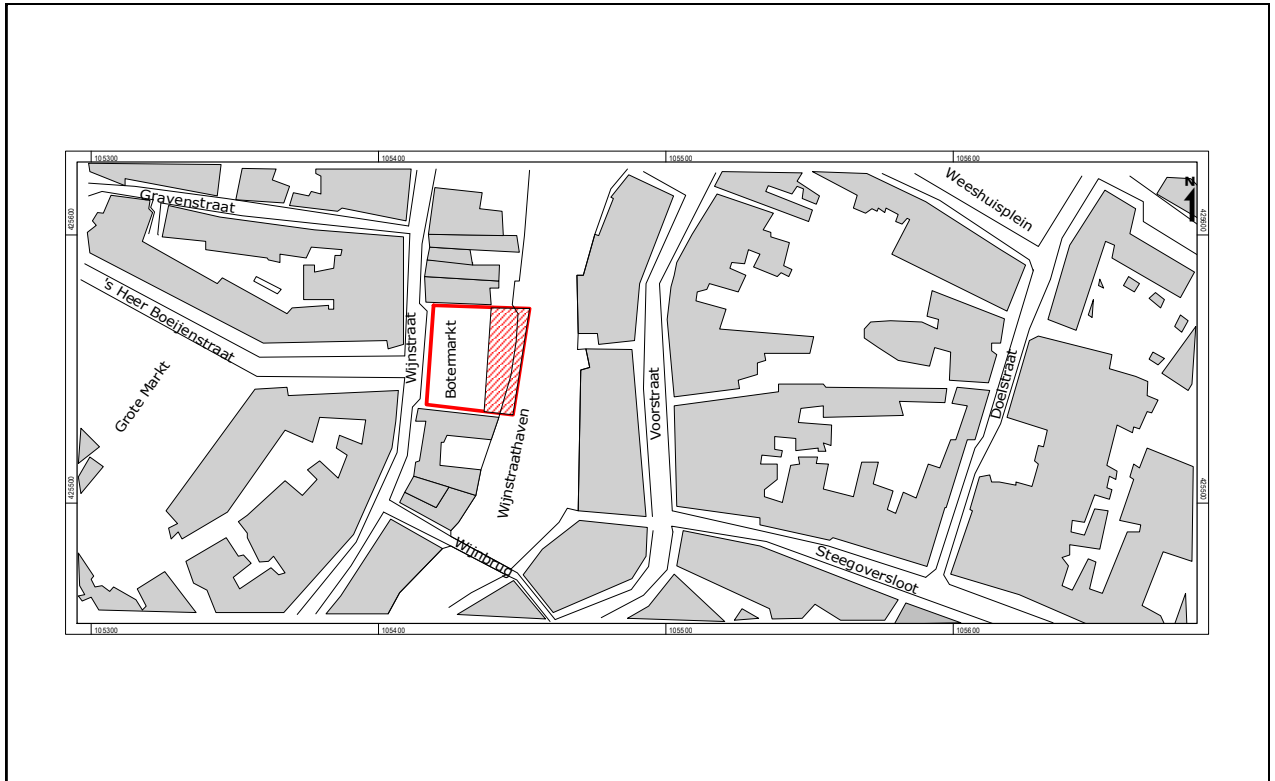 105300
105400
105500
105600
N
425600
425600
Gravenstraat
Weeshuisplein
's Heer Boeijenstraat
Wijnstraat
Botermarkt
Grote Markt
Voorstraat
Doelstraat
Wijnstraathaven
425500
425500
Wijnbrug
Steegoversloot
105300
105400
105500
105600